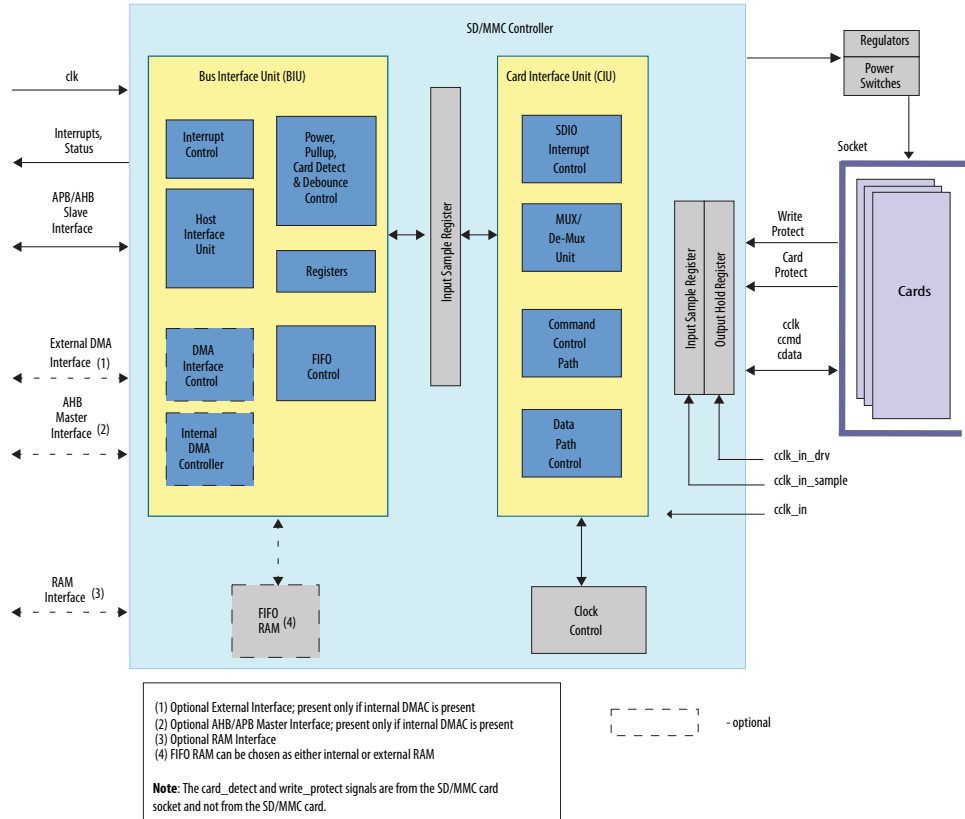 SD/MMC Controller
Regulators
Power
Switches
clk
Bus Interface Unit (BIU)
Card Interface Unit (CIU)
Interrupts,
Status
Interrupt
Control
Power,
Pullup,
Card Detect
& Debounce
Control
SDIO
Interrupt
Control
Socket
APB/AHB
Slave
Interface
Host
Interface
Unit
Registers
Input Sample Register
MUX/
De-Mux
Unit
Input Sample Register
Output Hold Register
Write
Protect
Card
Protect
Cards
External DMA
Interface (1)
DMA
Interface
Control
FIFO
Control
Command
Control
Path
cclk
ccmd
cdata
AHB
Master
Interface (2)
Internal
DMA
Controller
Data
Path
Control
cclk_in_drv
cclk_in_sample
cclk_in
RAM
Interface (3)
FIFO
RAM (4)
Clock
Control
(1) Optional External Interface; present only if internal DMAC is present
(2) Optional AHB/APB Master Interface; present only if internal DMAC is present
(3) Optional RAM Interface
(4) FIFO RAM can be chosen as either internal or external RAM
Note: The card_detect and write_protect signals are from the SD/MMC card
socket and not from the SD/MMC card.
- optional